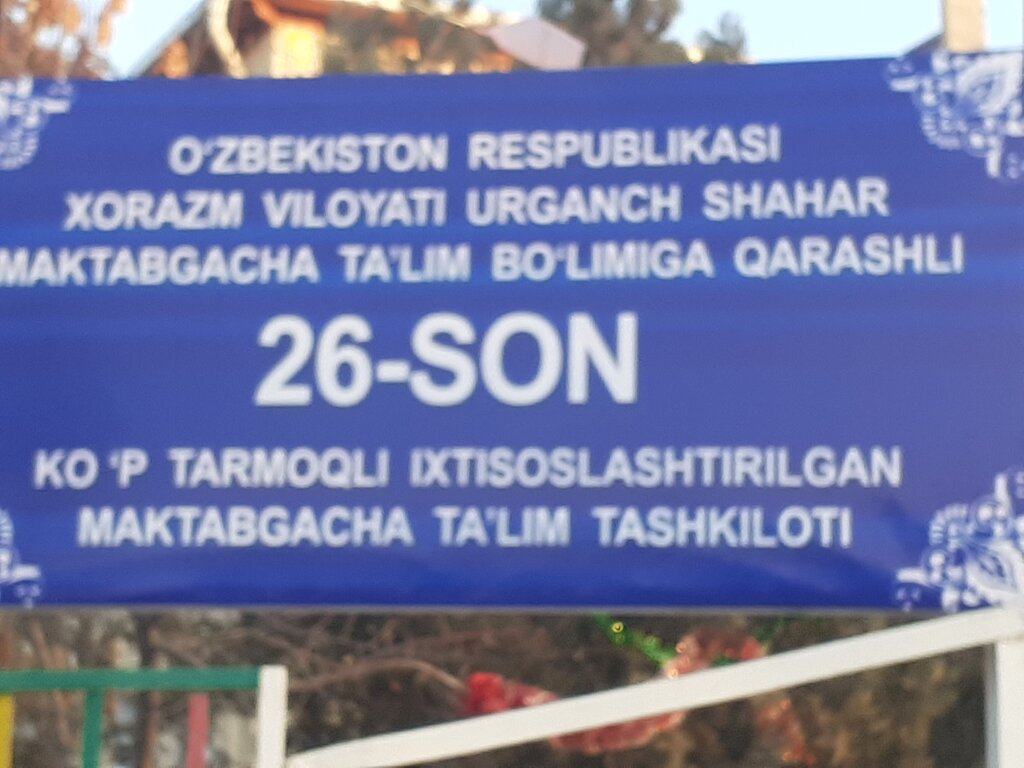 O'ZBEKISTON RESPUBLIKASI
XORAZM VILOYATI URGANCH SHAHAR
MAKTABGACHA TA'LIM BO'LIMIGA QARASHLI
26-SON
KO 'P TARMOQLI IXTISOSLASHTIRILGAN
MAKTABGACHA TA'LIM TASHKILOTI